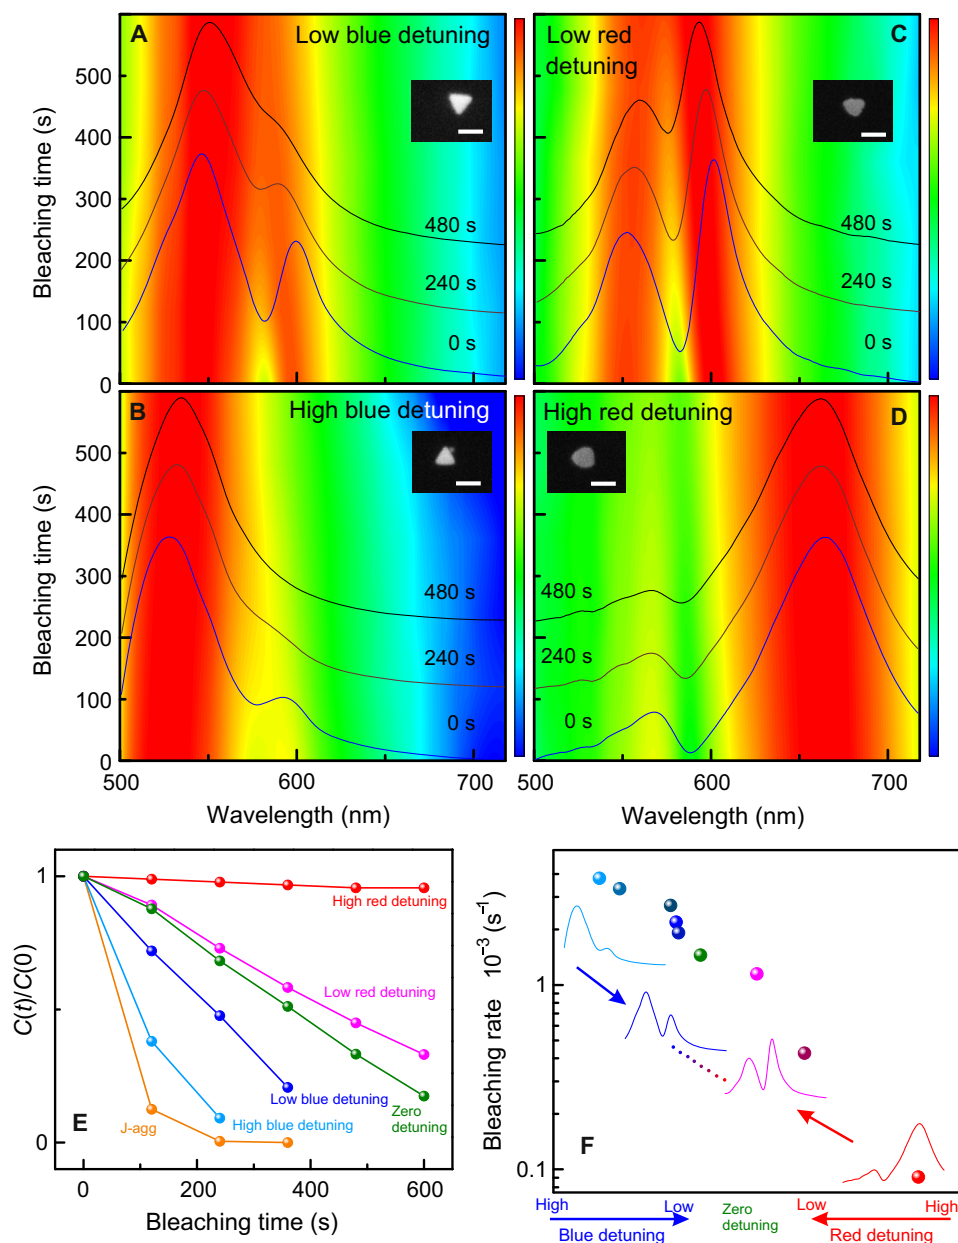 A
Low blue detuning
500
400
300
200
100
0
Bleaching time (s)
480 s
240 s
0 s
Low red
detuning
C
480 s
240 s
0 s
B
High blue detuning
500
400
300
200
100
0
Bleaching time (s)
480 s
240 s
0 s
500
600
700
Wavelength (nm)
High red detuning
D
480 s
240 s
0 s
500
600
700
Wavelength (nm)
1
0
C(t)/C(0)
High red detuning
Low red detuning
Low blue detuning
Zero
detuning
High blue detuning
J-agg
E
0
200
400
600
Bleaching time (s)
Bleaching rate 10⁻³ (s⁻¹)
1
0.1
F
High
Low
Blue detuning
Zero
detuning
Low
High
Red detuning